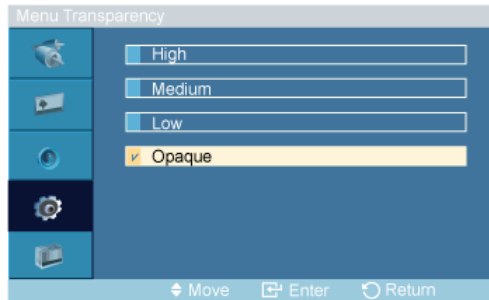 Menu Transparency
High
Medium
Low
Opaque
Move Enter Return